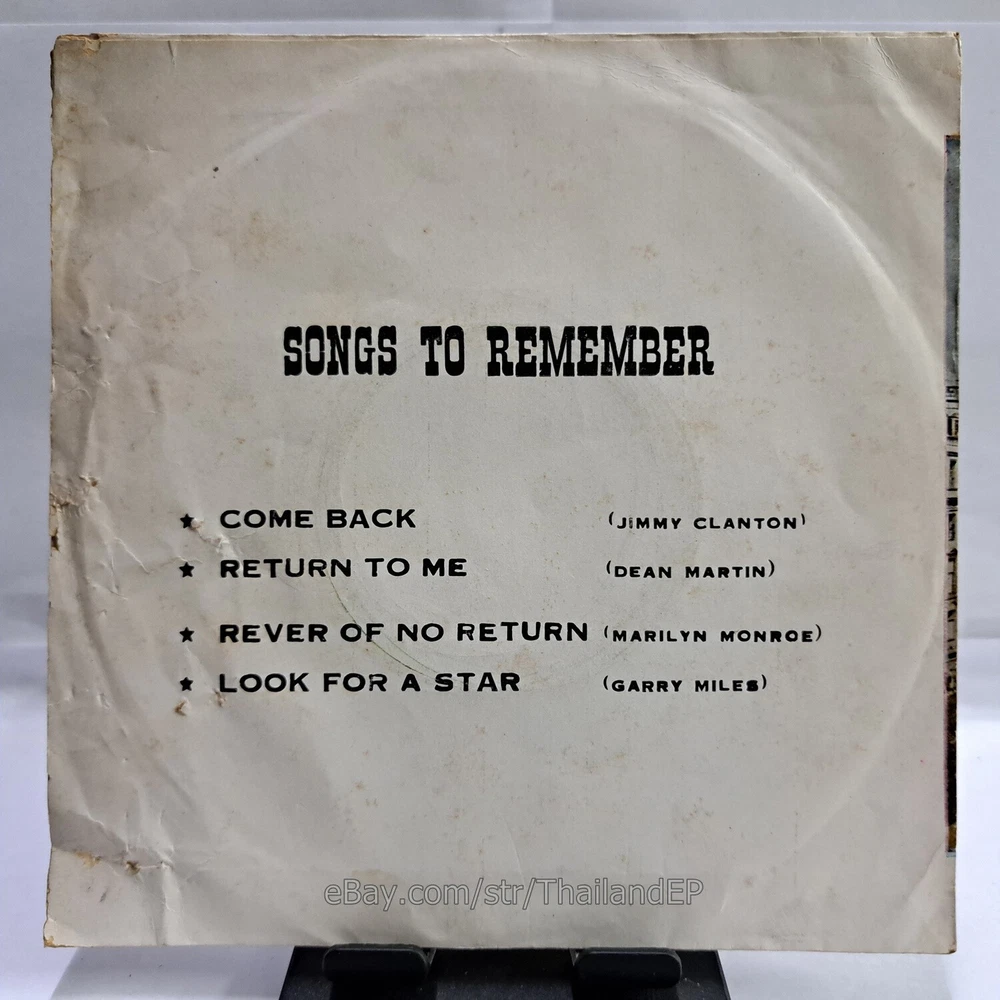 SONGS TO REMEMBER
★ COME BACK (JIMMY CLANTON)
★ RETURN TO ME (DEAN MARTIN)
★ REVER OF NO RETURN (MARILYN MONROE)
★ LOOK FOR A STAR (GARRY MILES)
eBay.com/str/ThailandEP